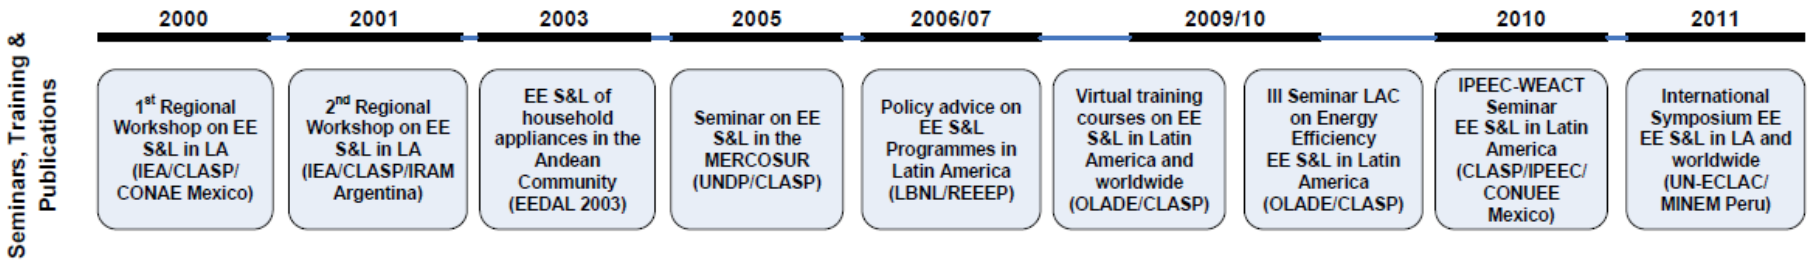 Seminars, Training &
Publications
2000
2001
2003
2005
2006/07
2009/10
2010
2011
1st Regional
Workshop on EE
S&L in LA
(IEA/CLASP/
CONAE Mexico)
2nd Regional
Workshop on EE
S&L in LA
(IEA/CLASP/IRAM
Argentina)
EE S&L of
household
appliances in the
Andean
Community
(EEDAL 2003)
Seminar on EE
S&L in the
MERCOSUR
(UNDP/CLASP)
Policy advice on
EE S&L
Programmes in
Latin America
(LBNL/REEEP)
Virtual training
courses on EE
S&L in Latin
America and
worldwide
(OLADE/CLASP)
III Seminar LAC
on Energy
Efficiency
EE S&L in Latin
America
(OLADE/CLASP)
IPEEC-WEACT
Seminar
EE S&L in Latin
America
(CLASP/IPEEC/
CONUEE
Mexico)
International
Symposium EE
EE S&L in LA and
worldwide
(UN-ECLAC/
MINEM Peru)